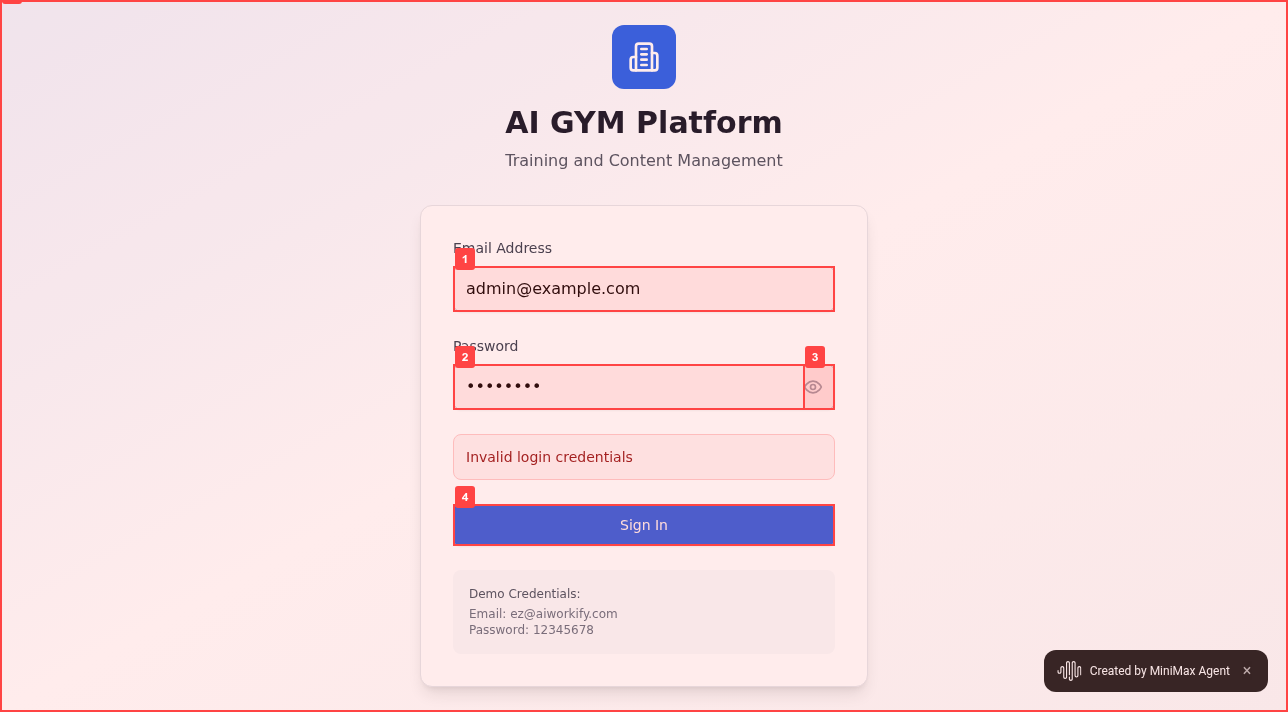 AI GYM Platform
Training and Content Management
Email Address
1
admin@example.com
Password
2
3
••••••••
Invalid login credentials
4
Sign In
Demo Credentials:
Email: ez@aiworkify.com
Password: 12345678
Created by MiniMax Agent ×